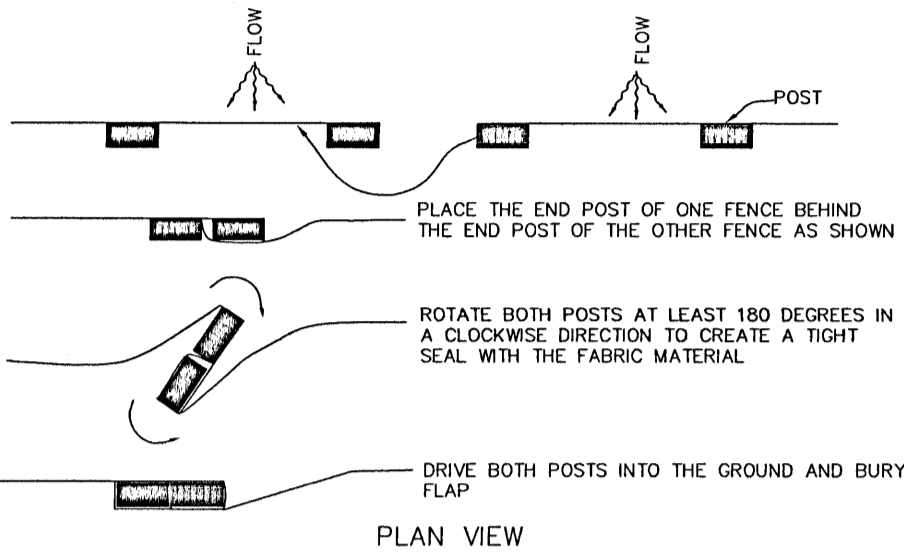 FLOW
FLOW
POST
PLACE THE END POST OF ONE FENCE BEHIND
THE END POST OF THE OTHER FENCE AS SHOWN
ROTATE BOTH POSTS AT LEAST 180 DEGREES IN
A CLOCKWISE DIRECTION TO CREATE A TIGHT
SEAL WITH THE FABRIC MATERIAL
DRIVE BOTH POSTS INTO THE GROUND AND BURY
FLAP
PLAN VIEW